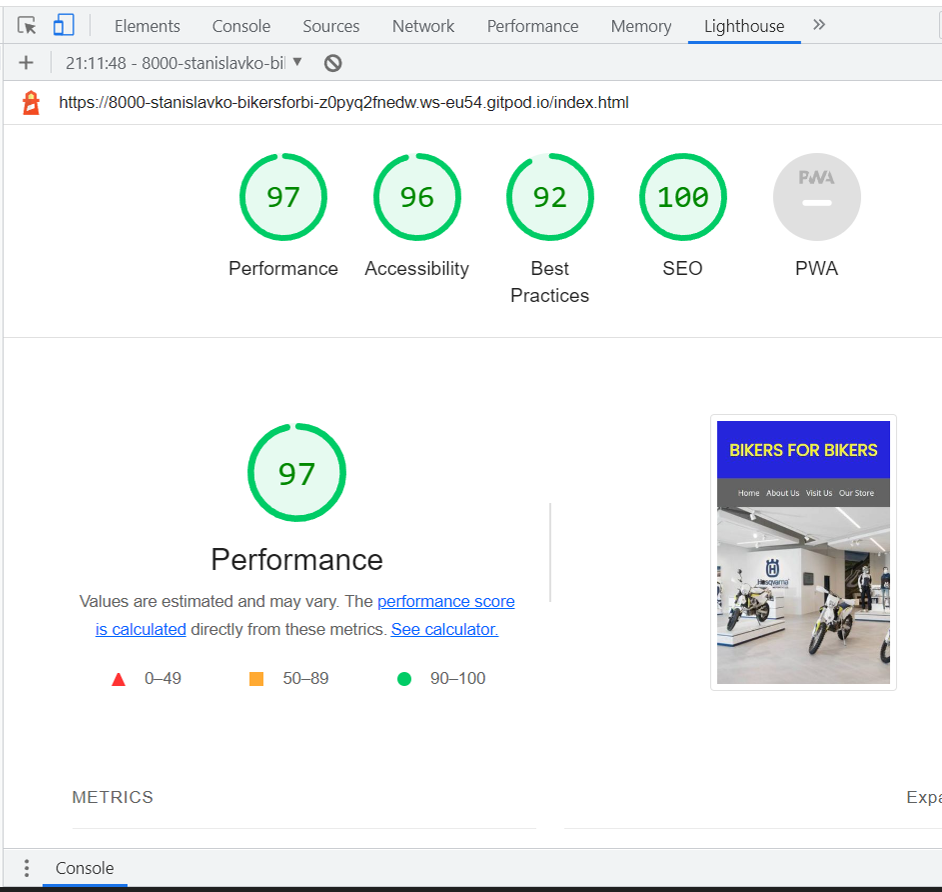 Elements Console Sources Network Performance Memory Lighthouse »
+ 21:11:48 - 8000-stanislavko-bil ▼
https://8000-stanislavko-bikersforbi-z0pyq2fnedw.ws-eu54.gitpod.io/index.html
97 96 92 100 PWA
Performance Accessibility Best Practices SEO PWA
97
BIKERS FOR BIKERS
Home About Us Visit Us Our Store
H
Husqvarna
Performance
Values are estimated and may vary. The performance score
is calculated directly from these metrics. See calculator.
0–49 50–89 90–100
METRICS Expa
Console